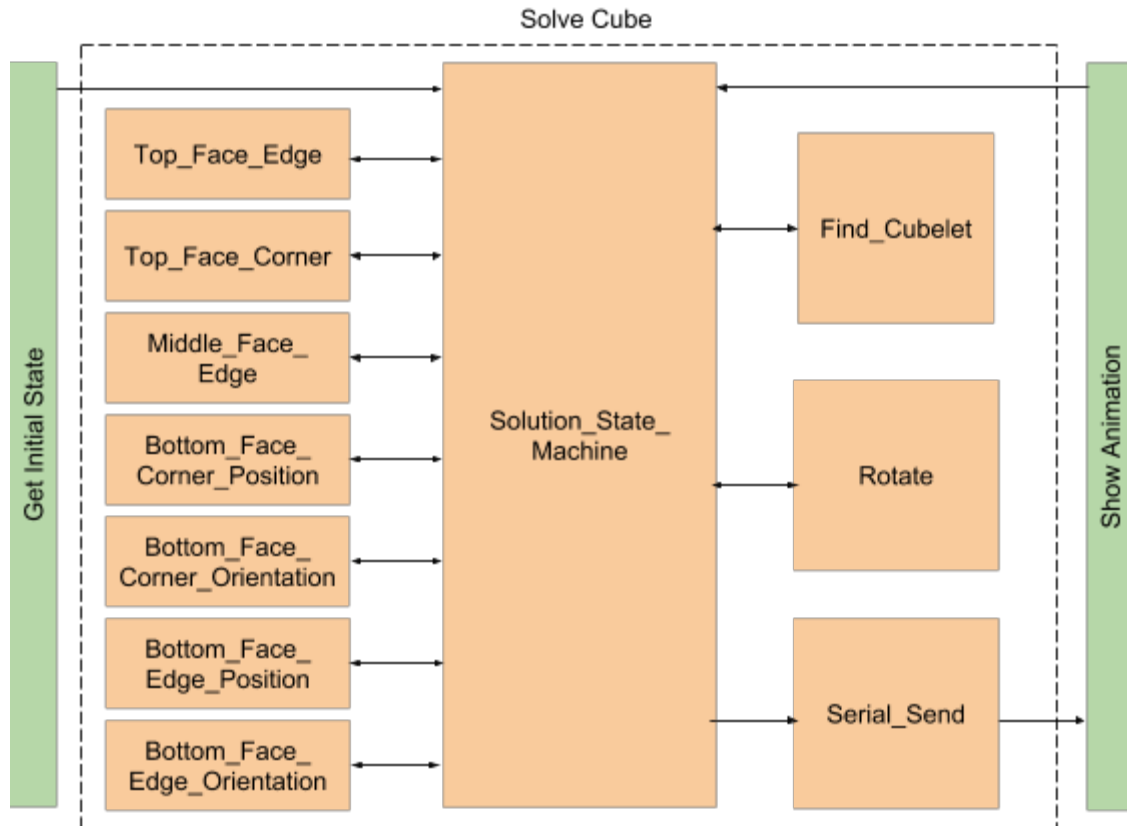 Solve Cube
Get Initial State
Top_Face_Edge
Top_Face_Corner
Middle_Face_
Edge
Bottom_Face_
Corner_Position
Bottom_Face_
Corner_Orientation
Bottom_Face_
Edge_Position
Bottom_Face_
Edge_Orientation
Solution_State_
Machine
Find_Cubelet
Rotate
Serial_Send
Show Animation